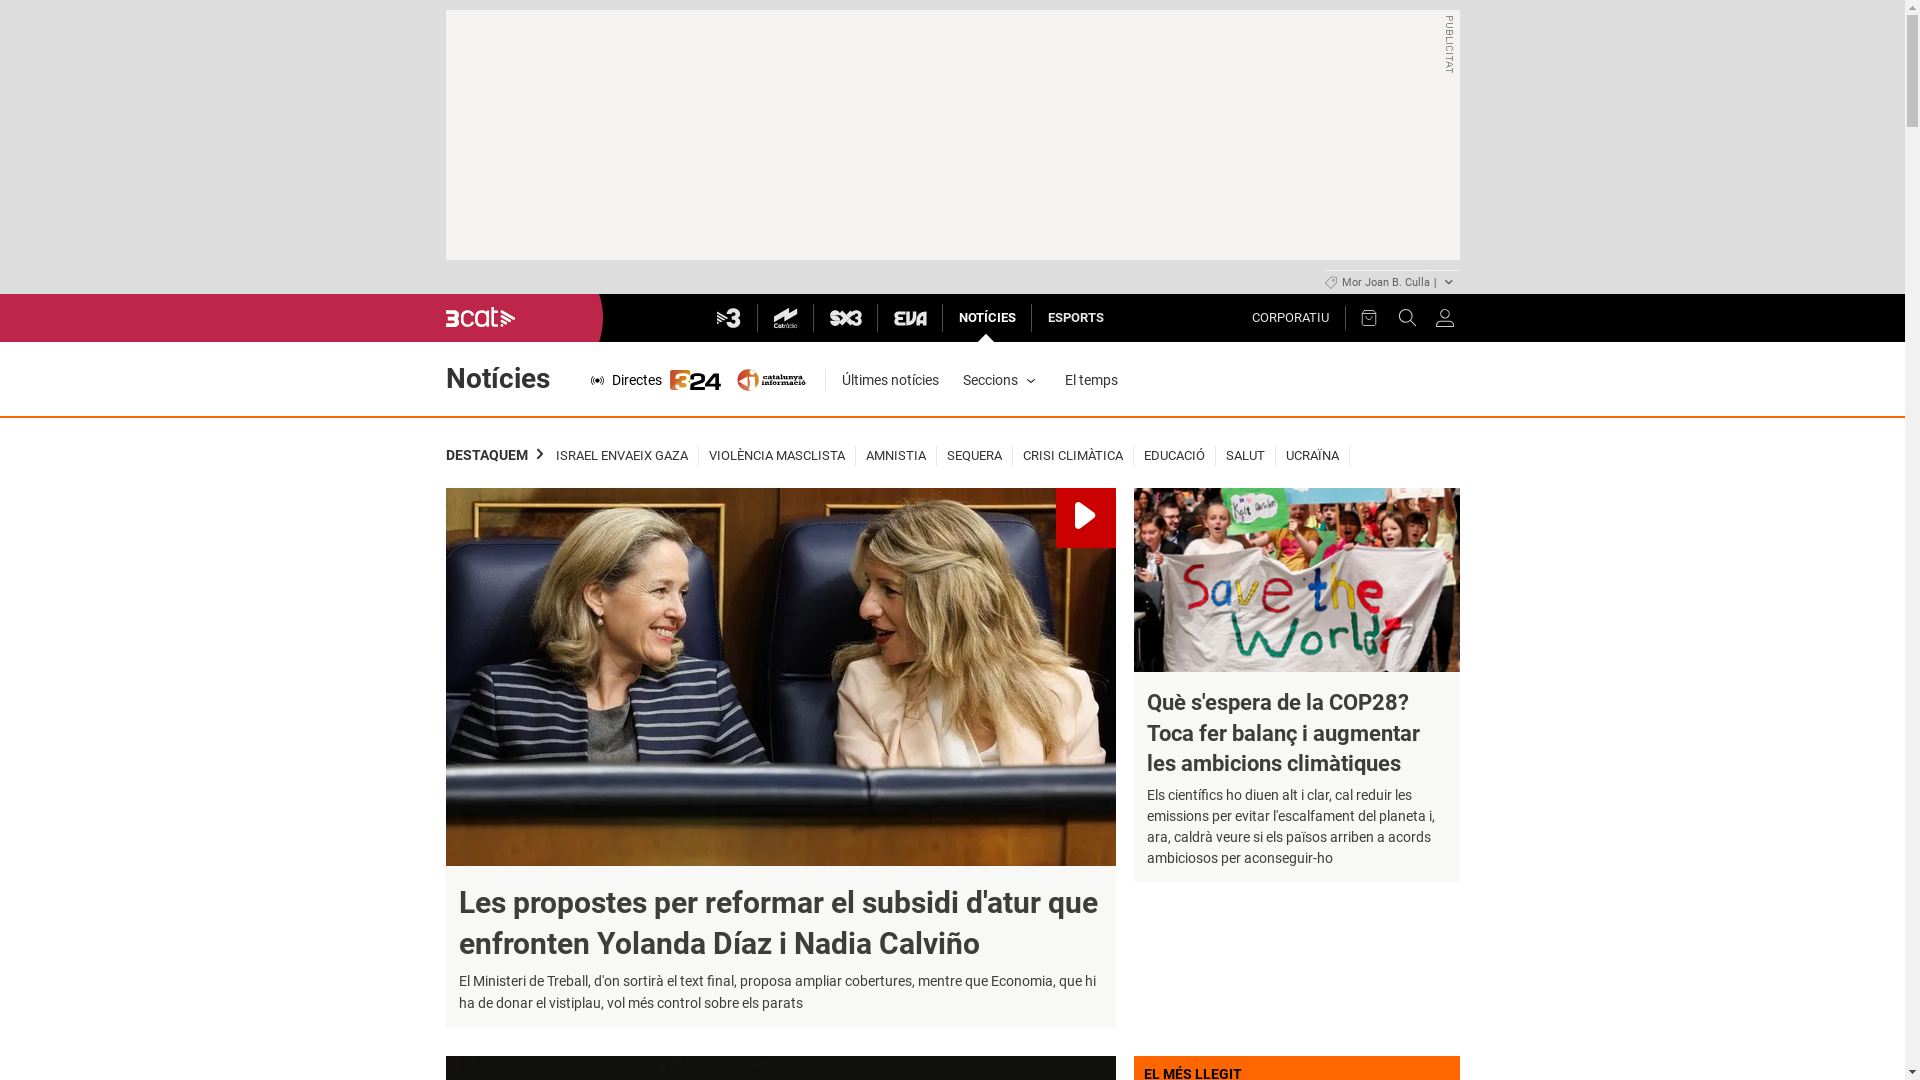 PUBLICITAT
Mor Joan B. Culla |
3cat
3
Catràdio
SX3
EVA
NOTÍCIES
ESPORTS
CORPORATIU
Notícies
Directes
324
catalunya
informació
Últimes notícies
Seccions
El temps
DESTAQUEM
ISRAEL ENVAEIX GAZA
VIOLÈNCIA MASCLISTA
AMNISTIA
SEQUERA
CRISI CLIMÀTICA
EDUCACIÓ
SALUT
UCRAÏNA
Save the
World!
Les propostes per reformar el subsidi d'atur que
enfronten Yolanda Díaz i Nadia Calviño
El Ministeri de Treball, d'on sortirà el text final, proposa ampliar cobertures, mentre que Economia, que hi
ha de donar el vistiplau, vol més control sobre els parats
Què s'espera de la COP28?
Toca fer balanç i augmentar
les ambicions climàtiques
Els científics ho diuen alt i clar, cal reduir les
emissions per evitar l'escalfament del planeta i,
ara, caldrà veure si els països arriben a acords
ambiciosos per aconseguir-ho
EL MÉS LLEGIT